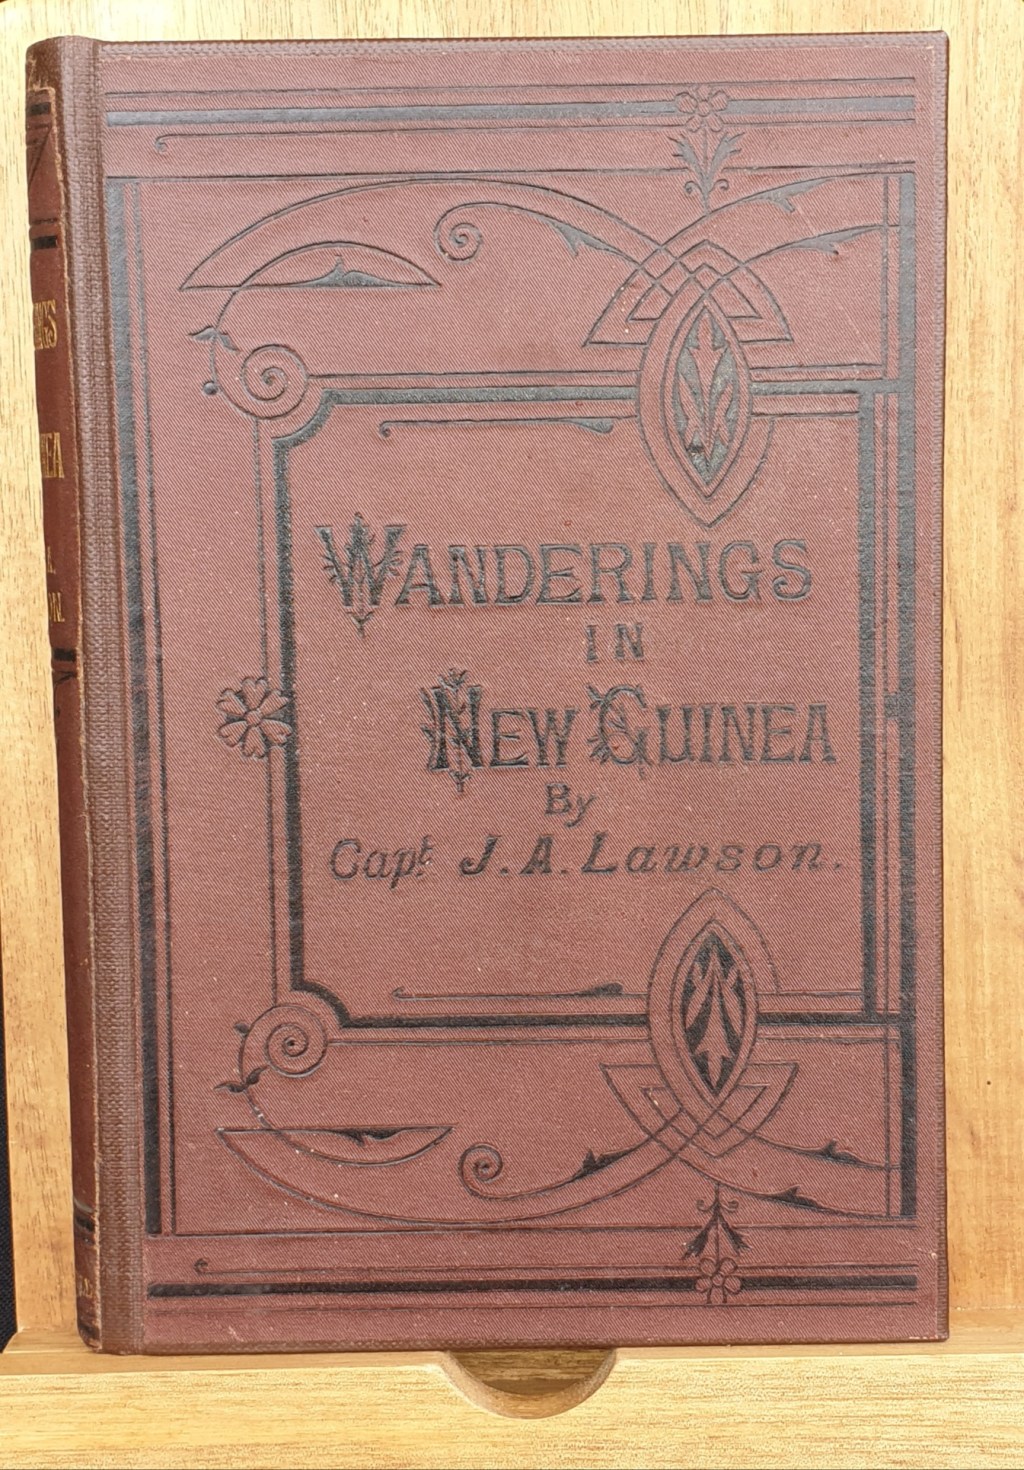 WANDERINGS
IN
NEW GUINEA
By
Capt J. A. Lawson.